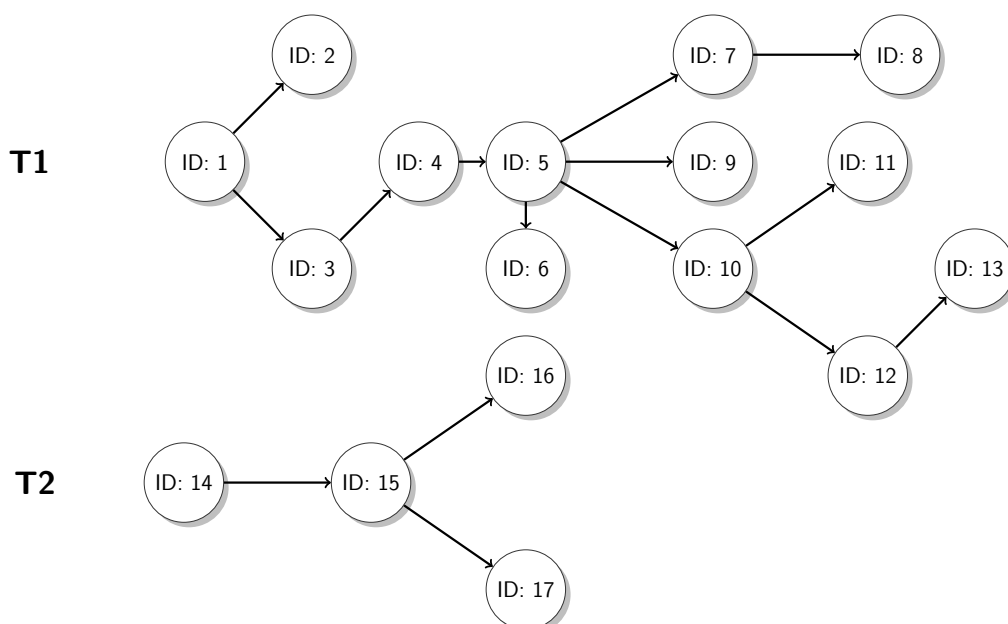 ID: 2
ID: 7
ID: 8
T1
ID: 1
ID: 4
ID: 5
ID: 9
ID: 11
ID: 3
ID: 6
ID: 10
ID: 13
ID: 12
ID: 16
T2
ID: 14
ID: 15
ID: 17